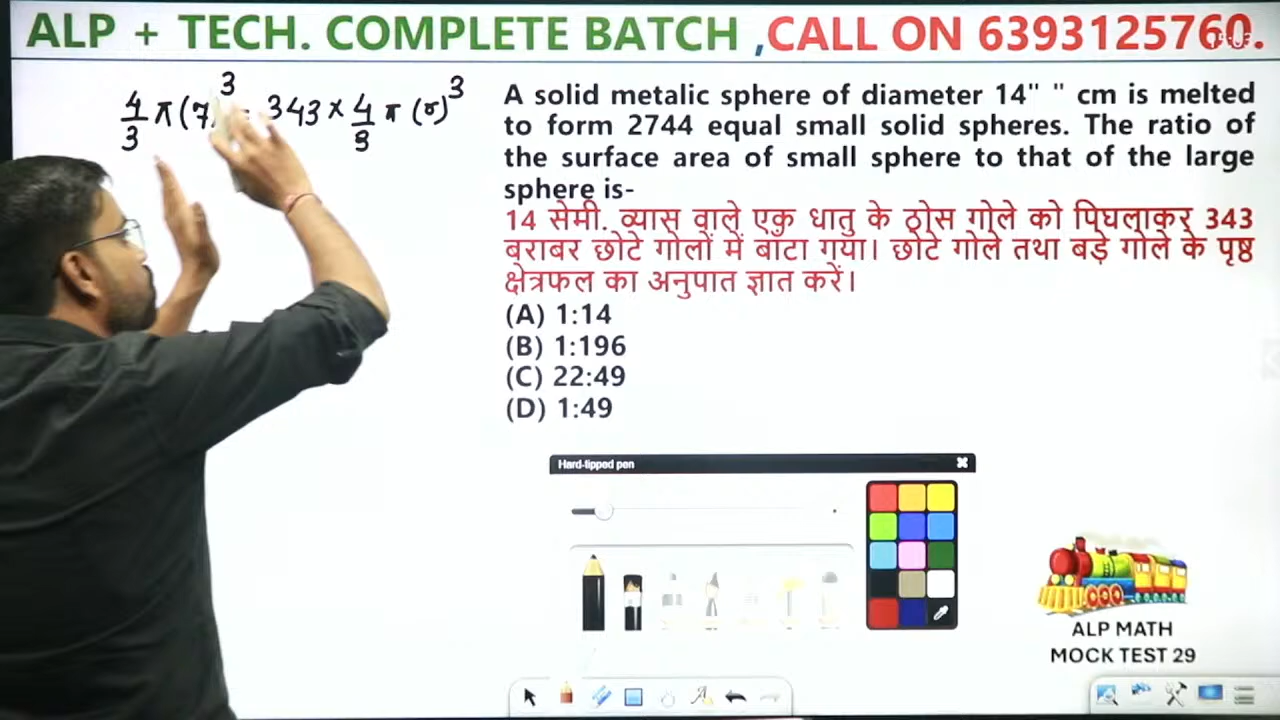 ALP + TECH. COMPLETE BATCH ,CALL ON 6393125760.
4/3 π (7)³ = 343 × 4/3 π (r)³
A solid metalic sphere of diameter 14" " cm is melted
to form 2744 equal small solid spheres. The ratio of
the surface area of small sphere to that of the large
sphere is-
14 सेमी. व्यास वाले एक धातु के ठोस गोले को पिघलाकर 343
बराबर छोटे गोलों में बांटा गया। छोटे गोले तथा बड़े गोले के पृष्ठ
क्षेत्रफल का अनुपात ज्ञात करें।
(A) 1:14
(B) 1:196
(C) 22:49
(D) 1:49
Hard-tipped pen
ALP MATH
MOCK TEST 29